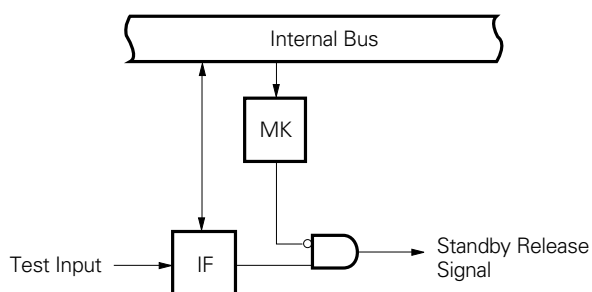 Internal Bus
MK
Test Input
IF
Standby Release
Signal